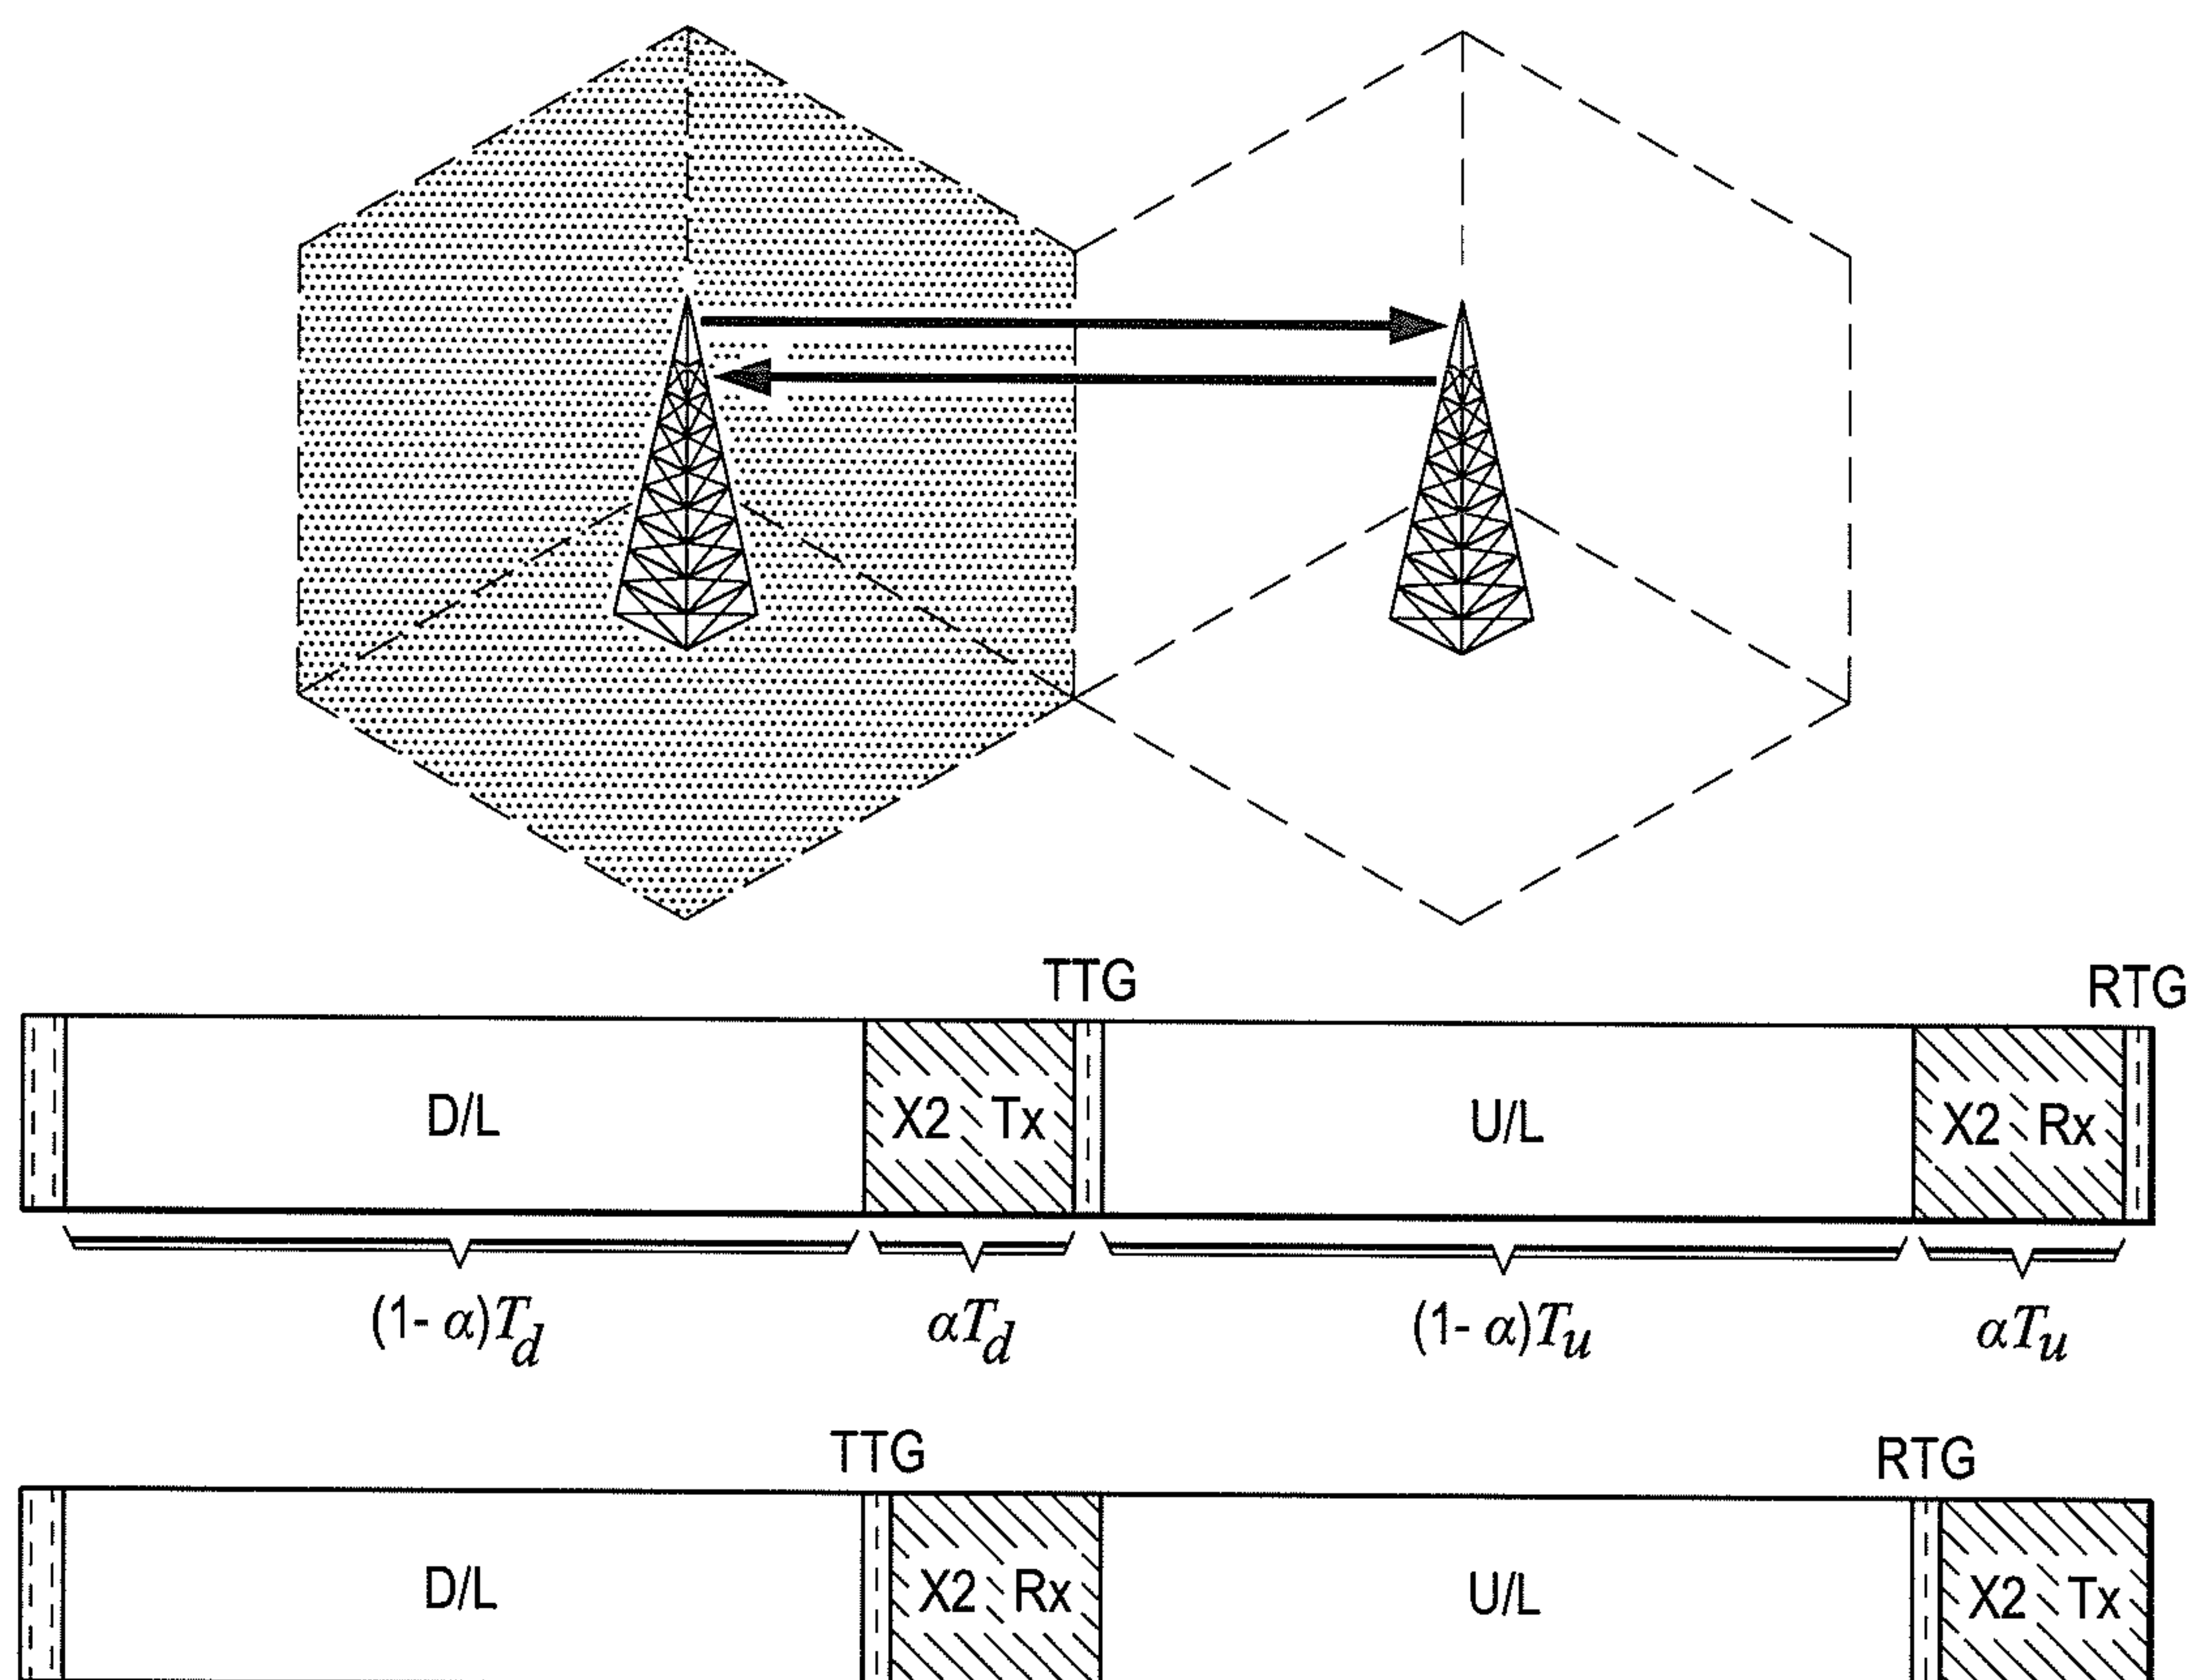 TTG RTG
D/L X2 Tx U/L X2 Rx
(1- α)T_d αT_d (1- α)T_u αT_u
TTG RTG
D/L X2 Rx U/L X2 Tx